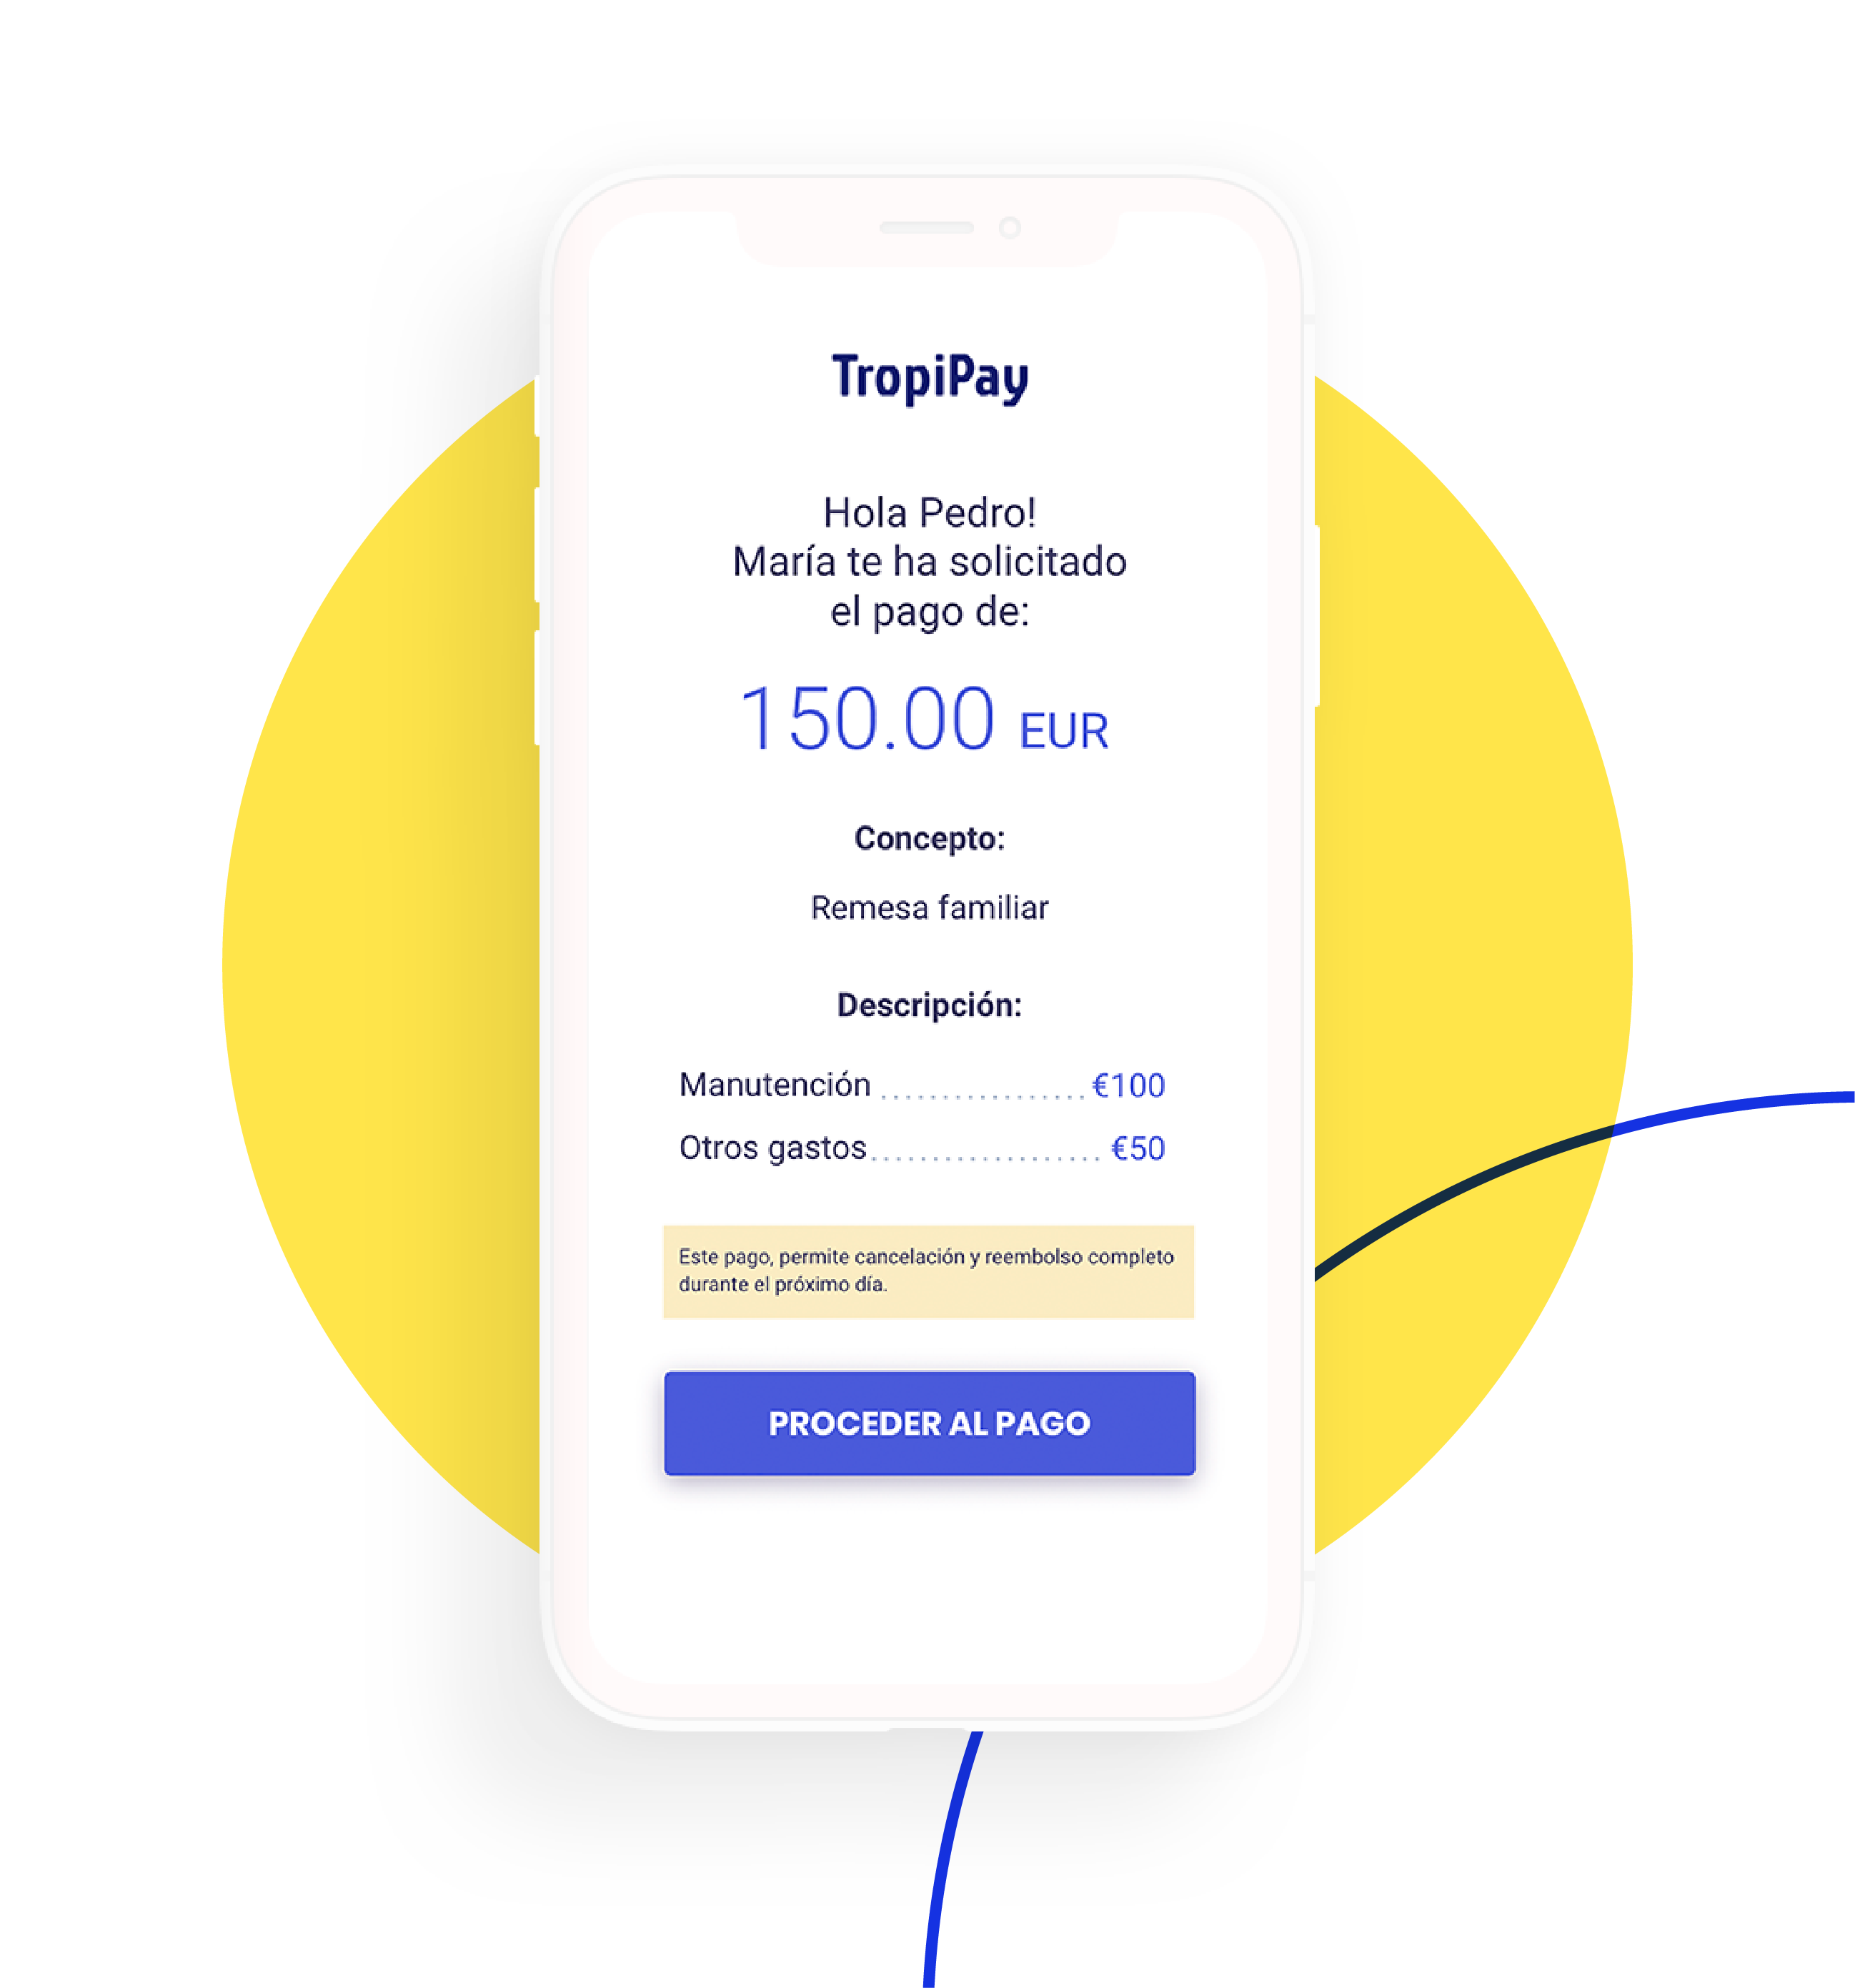 TropiPay
Hola Pedro!
María te ha solicitado
el pago de:
150.00 EUR
Concepto:
Remesa familiar
Descripción:
Manutención ................. €100
Otros gastos................... €50
Este pago, permite cancelación y reembolso completo
durante el próximo día.
PROCEDER AL PAGO